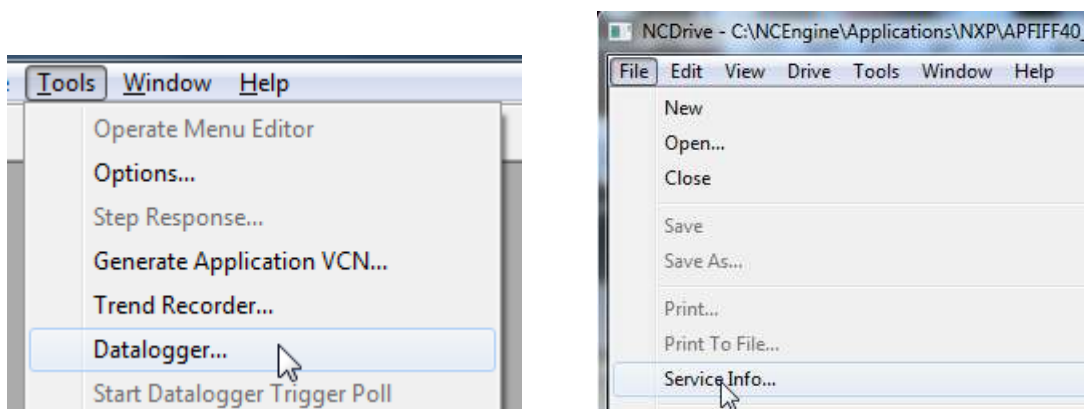 Tools Window Help
Operate Menu Editor
Options...
Step Response...
Generate Application VCN...
Trend Recorder...
Datalogger...
Start Datalogger Trigger Poll
NCDrive - C:\NCEngine\Applications\NXP\APFIFF40_
File Edit View Drive Tools Window Help
New
Open...
Close
Save
Save As...
Print...
Print To File...
Service Info...